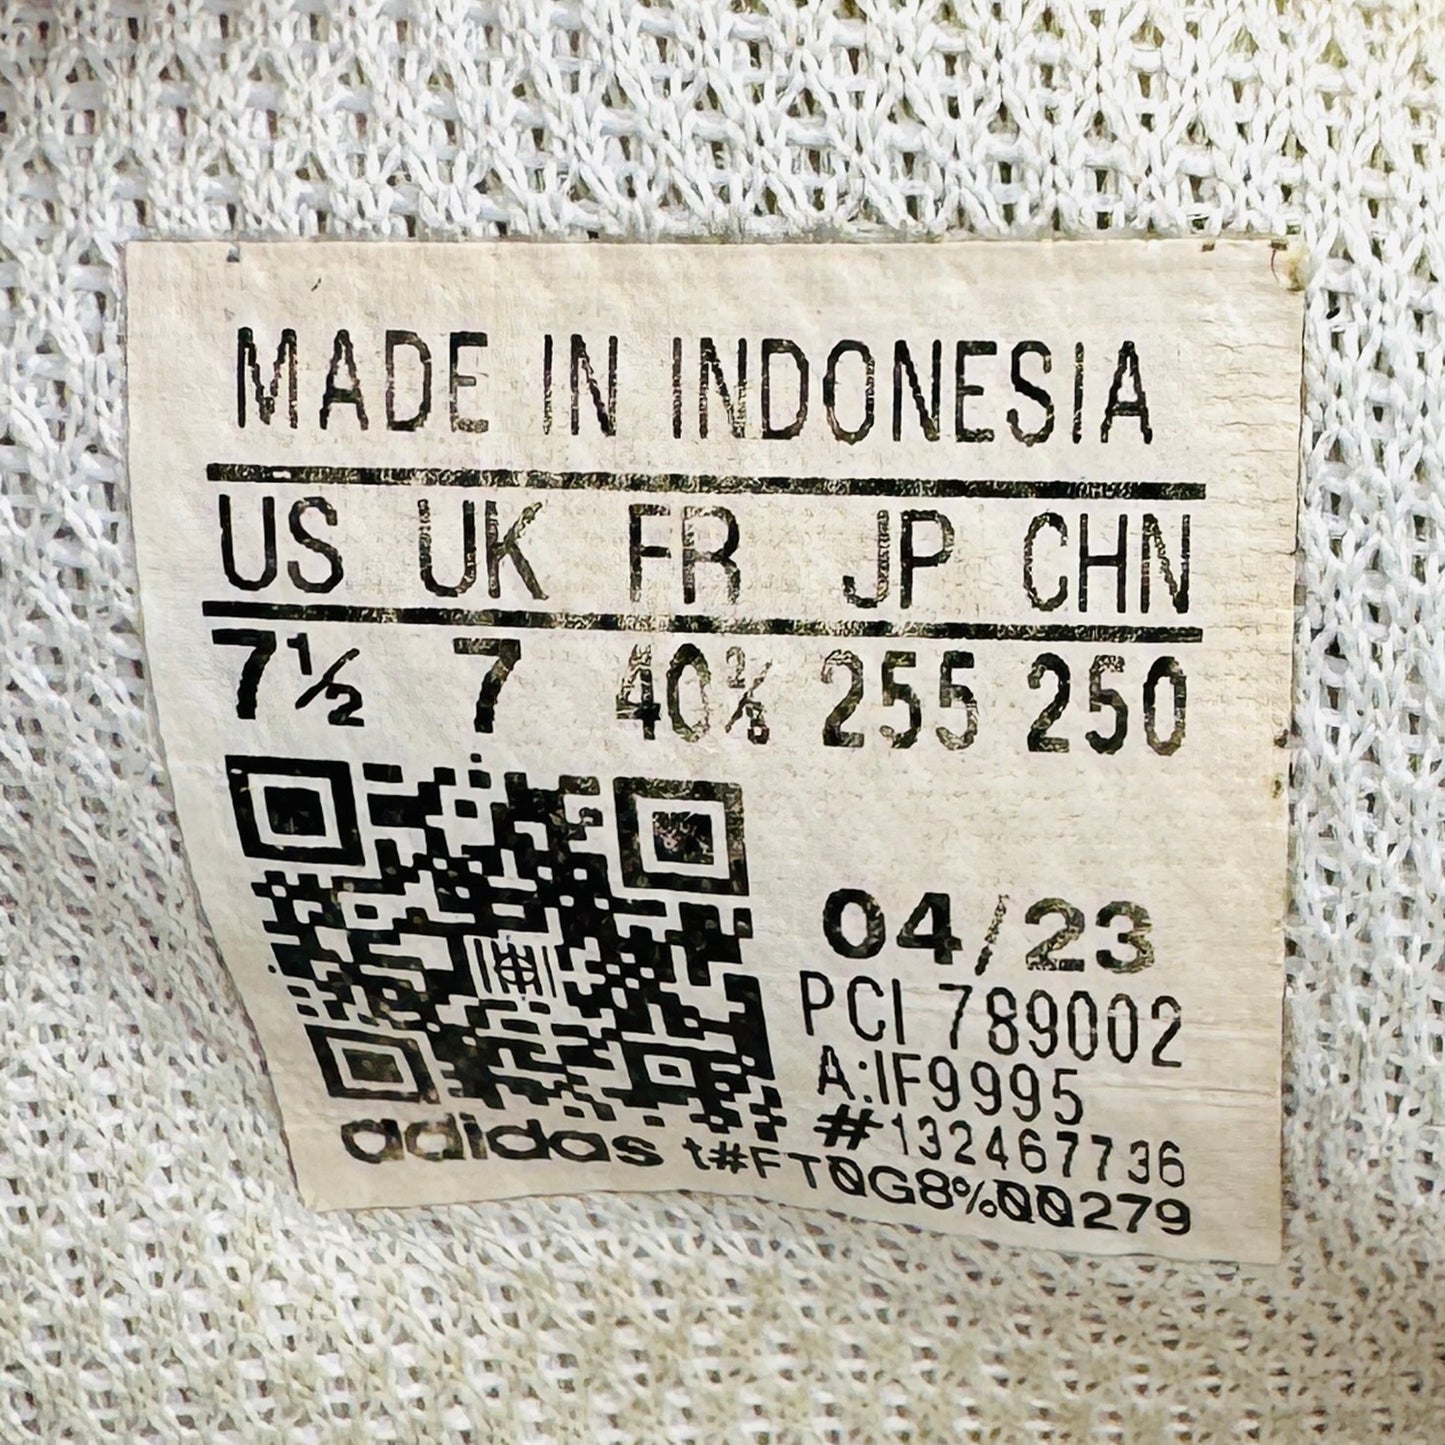 MADE IN INDONESIA
US UK FR JP CHN
7½ 7 40⅔ 255 250
04/23
PCI 789002
A:IF9995
#132467736
adidas t#FT0G8%00279